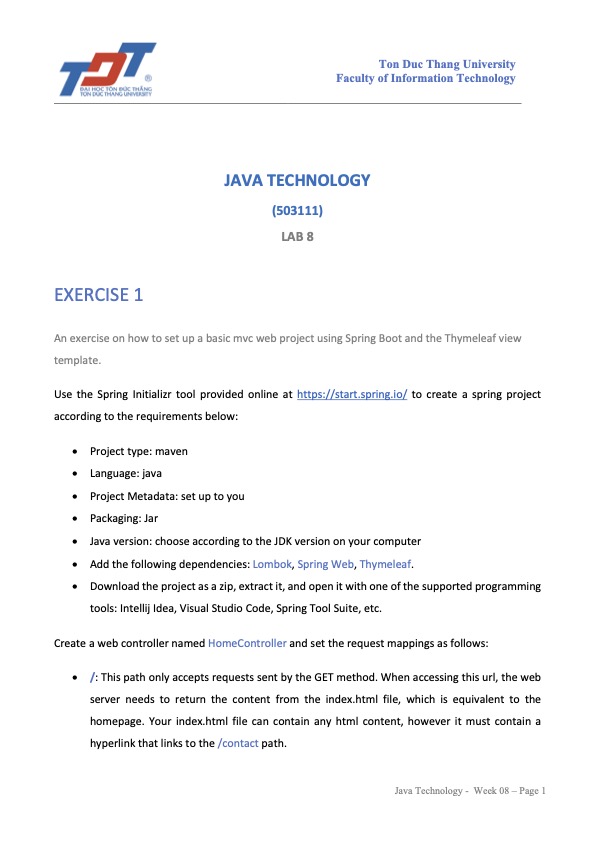 TDT
®
ĐẠI HỌC TÔN ĐỨC THẮNG
TON DUC THANG UNIVERSITY
Ton Duc Thang University
Faculty of Information Technology
JAVA TECHNOLOGY
(503111)
LAB 8
EXERCISE 1
An exercise on how to set up a basic mvc web project using Spring Boot and the Thymeleaf view
template.
Use the Spring Initializr tool provided online at https://start.spring.io/ to create a spring project
according to the requirements below:
• Project type: maven
• Language: java
• Project Metadata: set up to you
• Packaging: Jar
• Java version: choose according to the JDK version on your computer
• Add the following dependencies: Lombok, Spring Web, Thymeleaf.
• Download the project as a zip, extract it, and open it with one of the supported programming
tools: Intellij Idea, Visual Studio Code, Spring Tool Suite, etc.
Create a web controller named HomeController and set the request mappings as follows:
• /: This path only accepts requests sent by the GET method. When accessing this url, the web
server needs to return the content from the index.html file, which is equivalent to the
homepage. Your index.html file can contain any html content, however it must contain a
hyperlink that links to the /contact path.
Java Technology - Week 08 – Page 1